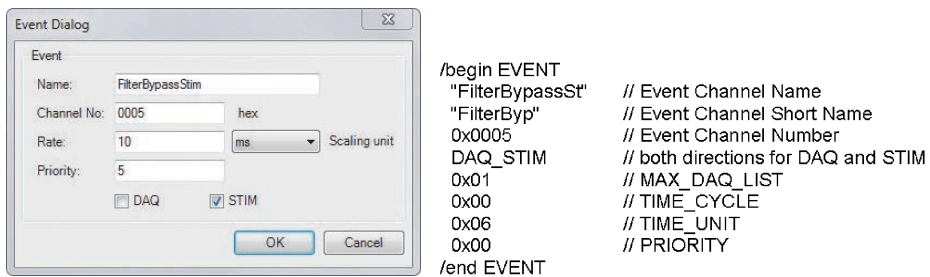 Event Dialog
Event
Name: FilterBypassStim
Channel No: 0005 hex
Rate: 10 ms Scaling unit
Priority: 5
DAQ STIM
OK Cancel
/begin EVENT
"FilterBypassSt" // Event Channel Name
"FilterByp" // Event Channel Short Name
0x0005 // Event Channel Number
DAQ_STIM // both directions for DAQ and STIM
0x01 // MAX_DAQ_LIST
0x00 // TIME_CYCLE
0x06 // TIME_UNIT
0x00 // PRIORITY
/end EVENT